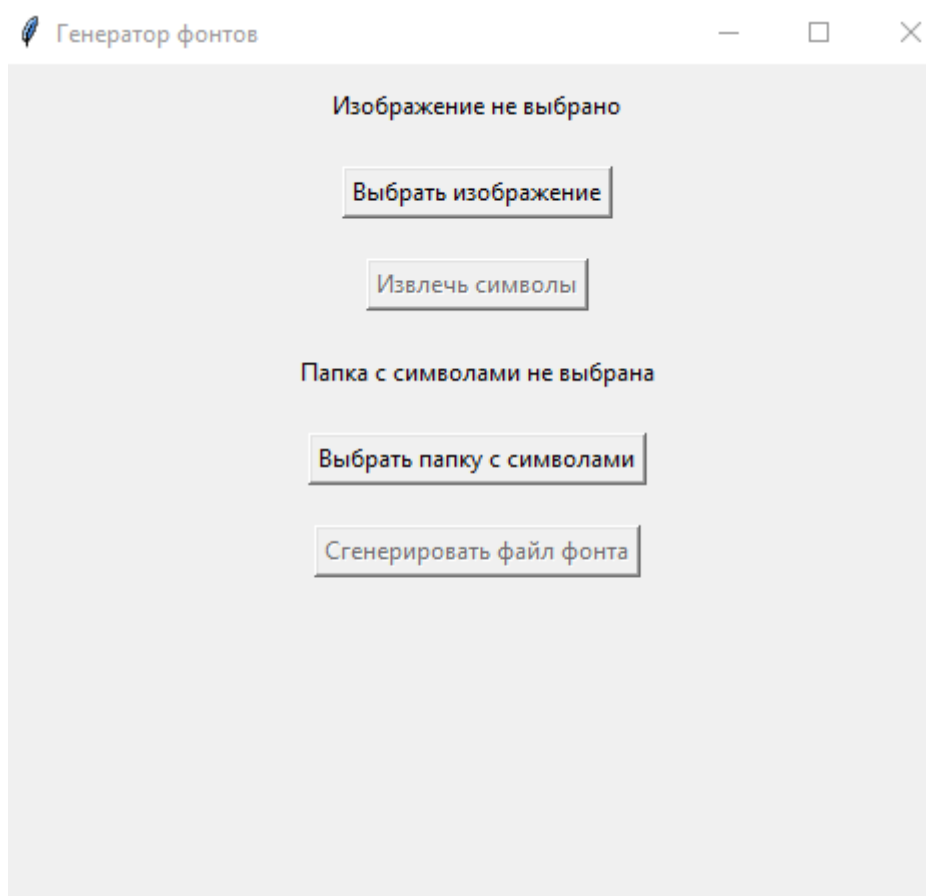 Генератор фонтов
Изображение не выбрано
Выбрать изображение
Извлечь символы
Папка с символами не выбрана
Выбрать папку с символами
Сгенерировать файл фонта